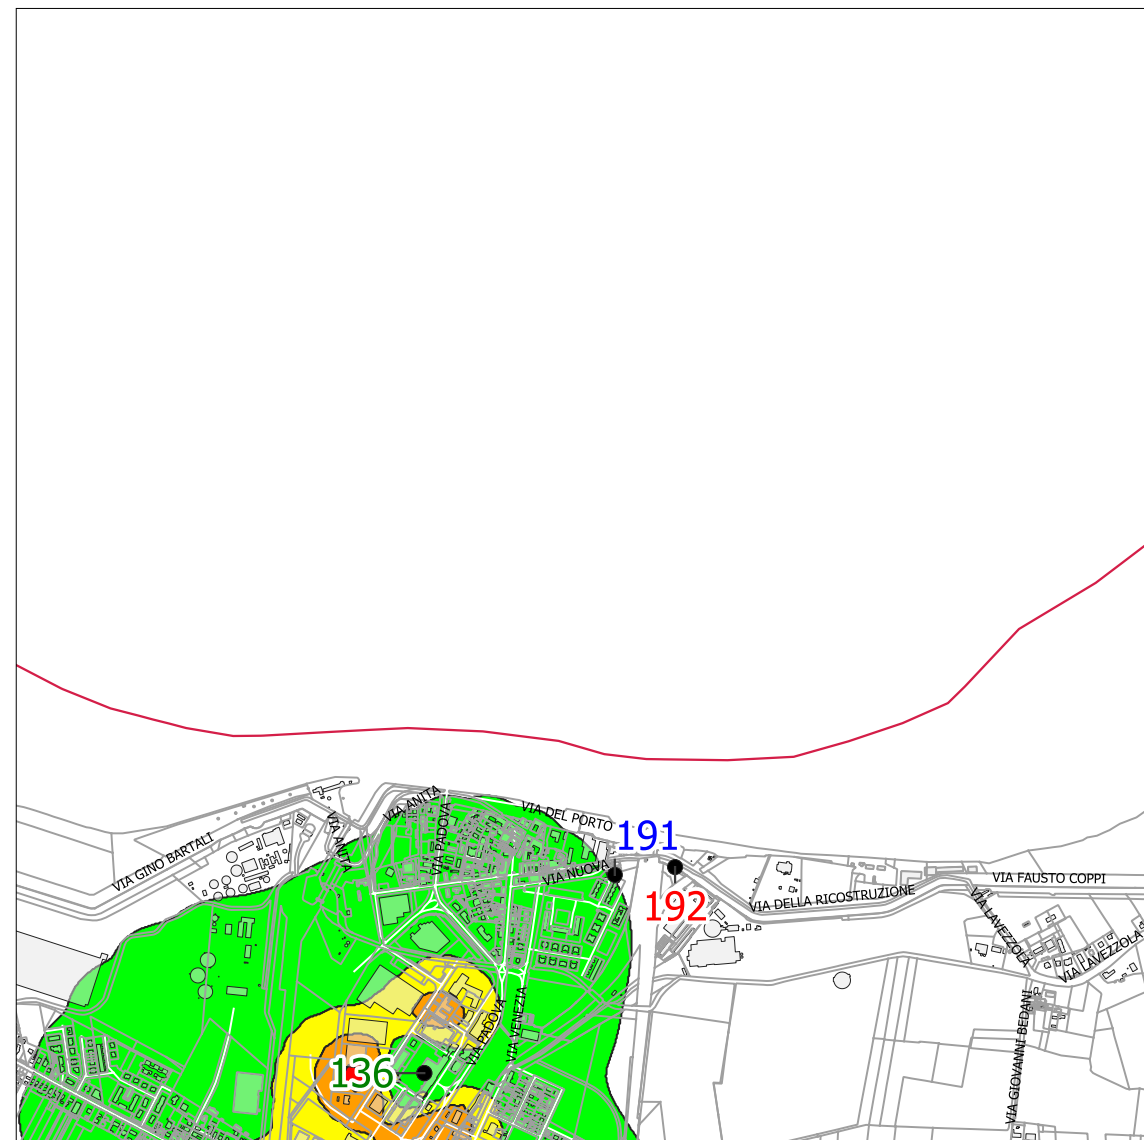 VIA ANITA
VIA PADOVA
VIA DEL PORTO
VIA ANITA
VIA GINO BARTALI
191
VIA NUOVA
VIA FAUSTO COPPI
192
VIA DELLA RICOSTRUZIONE
VIA LAVEZZOLA
VIA LAVEZZOLA
VIA PADOVA
VIA VENEZIA
VIA GIOVANNI BEDANI
136